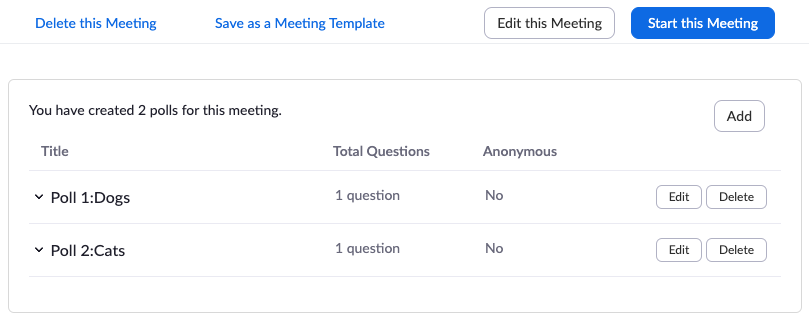 Delete this Meeting Save as a Meeting Template Edit this Meeting Start this Meeting
You have created 2 polls for this meeting.
Add
Title Total Questions Anonymous
Poll 1:Dogs 1 question No Edit Delete
Poll 2:Cats 1 question No Edit Delete